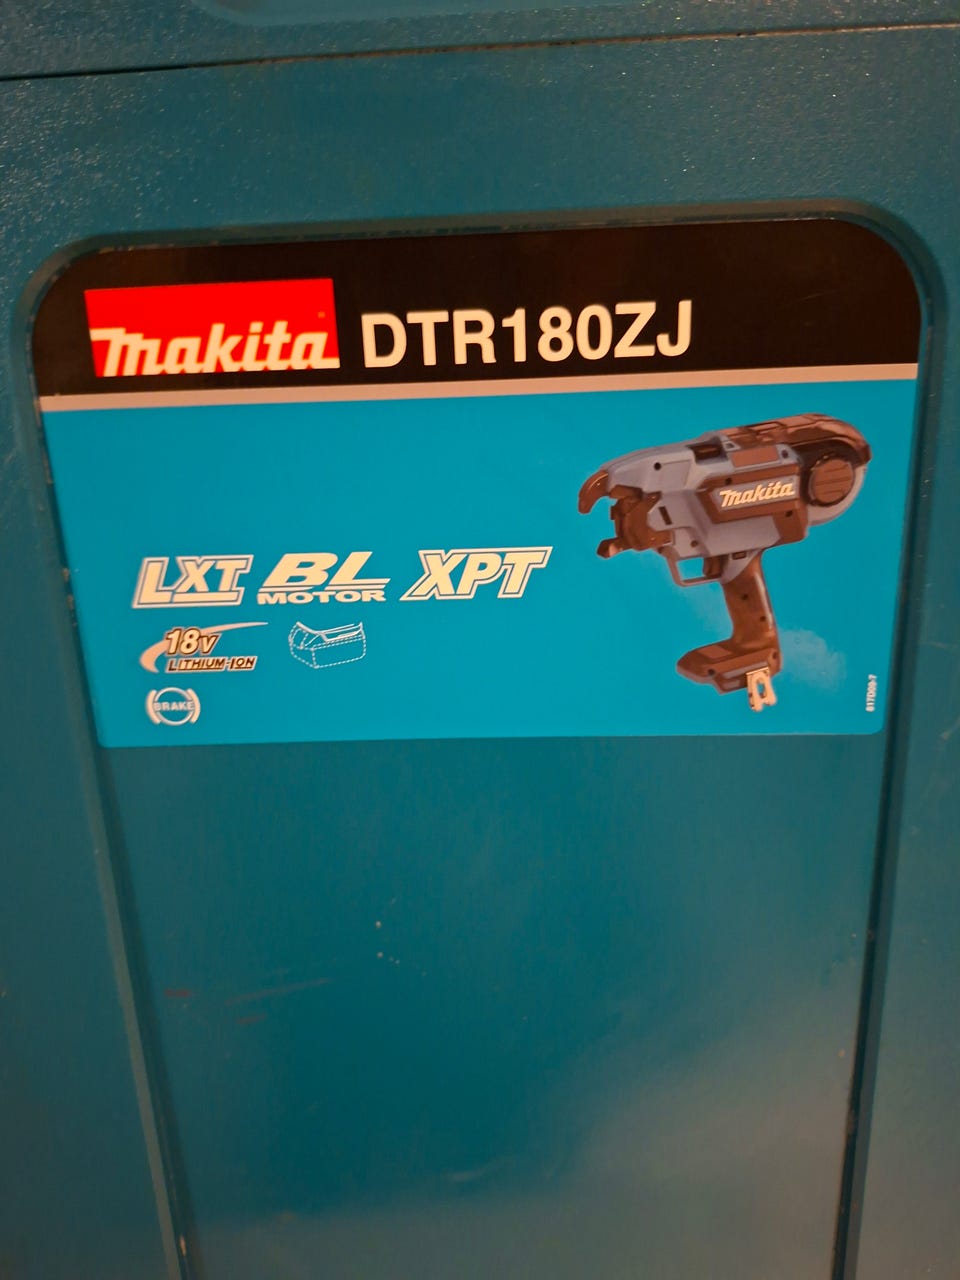 makita DTR180ZJ
makita
LXT BL MOTOR XPT
18V LITHIUM-ION
BRAKE